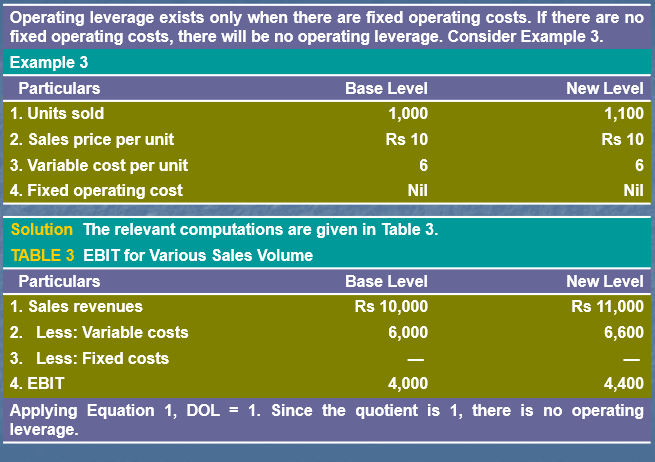 Operating leverage exists only when there are fixed operating costs. If there are no
fixed operating costs, there will be no operating leverage. Consider Example 3.
Example 3
Particulars Base Level New Level
1. Units sold 1,000 1,100
2. Sales price per unit Rs 10 Rs 10
3. Variable cost per unit 6 6
4. Fixed operating cost Nil Nil
Solution The relevant computations are given in Table 3.
TABLE 3 EBIT for Various Sales Volume
Particulars Base Level New Level
1. Sales revenues Rs 10,000 Rs 11,000
2. Less: Variable costs 6,000 6,600
3. Less: Fixed costs — —
4. EBIT 4,000 4,400
Applying Equation 1, DOL = 1. Since the quotient is 1, there is no operating
leverage.